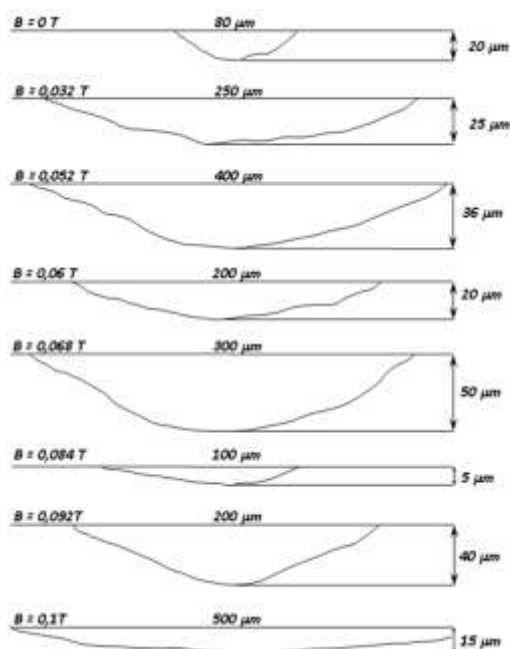 B = 0 T 80 μm
20 μm
B = 0,032 T 250 μm
25 μm
B = 0,052 T 400 μm
36 μm
B = 0,06 T 200 μm
20 μm
B = 0,068 T 300 μm
50 μm
B = 0,084 T 100 μm
5 μm
B = 0,092T 200 μm
40 μm
B = 0,1T 500 μm
15 μm